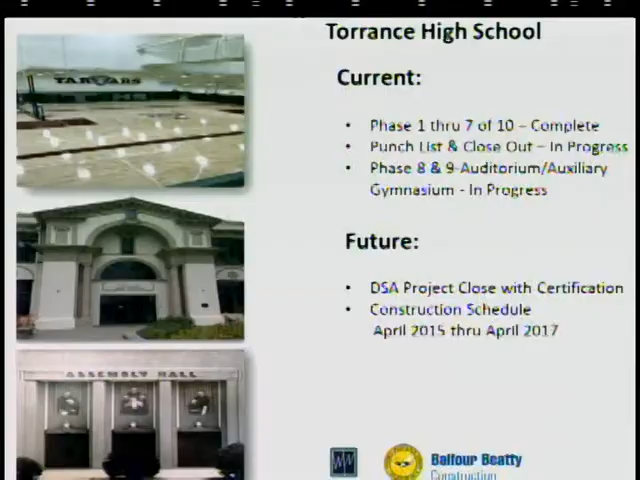 Torrance High School
Current:
• Phase 1 thru 7 of 10 – Complete
• Punch List & Close Out – In Progress
• Phase 8 & 9-Auditorium/Auxiliary
Gymnasium - In Progress
Future:
• DSA Project Close with Certification
• Construction Schedule
April 2015 thru April 2017
TARTARS
ASSEMBLY HALL
Balfour Beatty
Construction